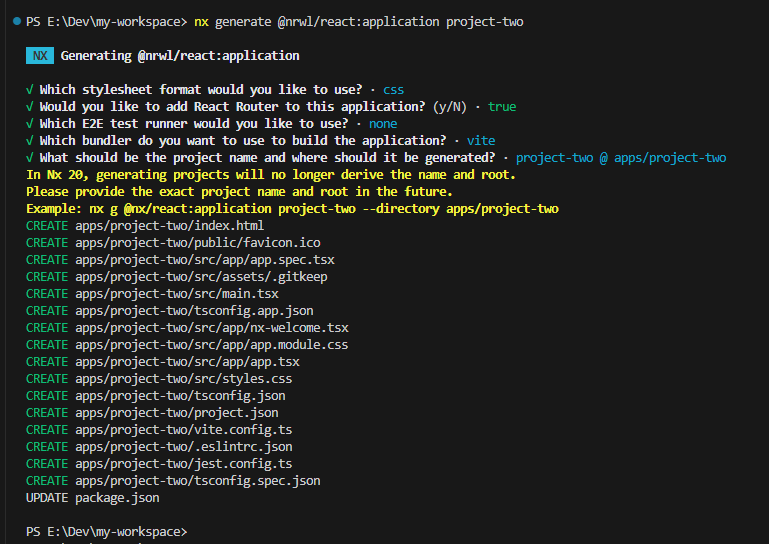 PS E:\Dev\my-workspace> nx generate @nrwl/react:application project-two
NX Generating @nrwl/react:application
√ Which stylesheet format would you like to use? · css
√ Would you like to add React Router to this application? (y/N) · true
√ Which E2E test runner would you like to use? · none
√ Which bundler do you want to use to build the application? · vite
√ What should be the project name and where should it be generated? · project-two @ apps/project-two
In Nx 20, generating projects will no longer derive the name and root.
Please provide the exact project name and root in the future.
Example: nx g @nx/react:application project-two --directory apps/project-two
CREATE apps/project-two/index.html
CREATE apps/project-two/public/favicon.ico
CREATE apps/project-two/src/app/app.spec.tsx
CREATE apps/project-two/src/assets/.gitkeep
CREATE apps/project-two/src/main.tsx
CREATE apps/project-two/tsconfig.app.json
CREATE apps/project-two/src/app/nx-welcome.tsx
CREATE apps/project-two/src/app/app.module.css
CREATE apps/project-two/src/app/app.tsx
CREATE apps/project-two/src/styles.css
CREATE apps/project-two/tsconfig.json
CREATE apps/project-two/project.json
CREATE apps/project-two/vite.config.ts
CREATE apps/project-two/.eslintrc.json
CREATE apps/project-two/jest.config.ts
CREATE apps/project-two/tsconfig.spec.json
UPDATE package.json
PS E:\Dev\my-workspace>